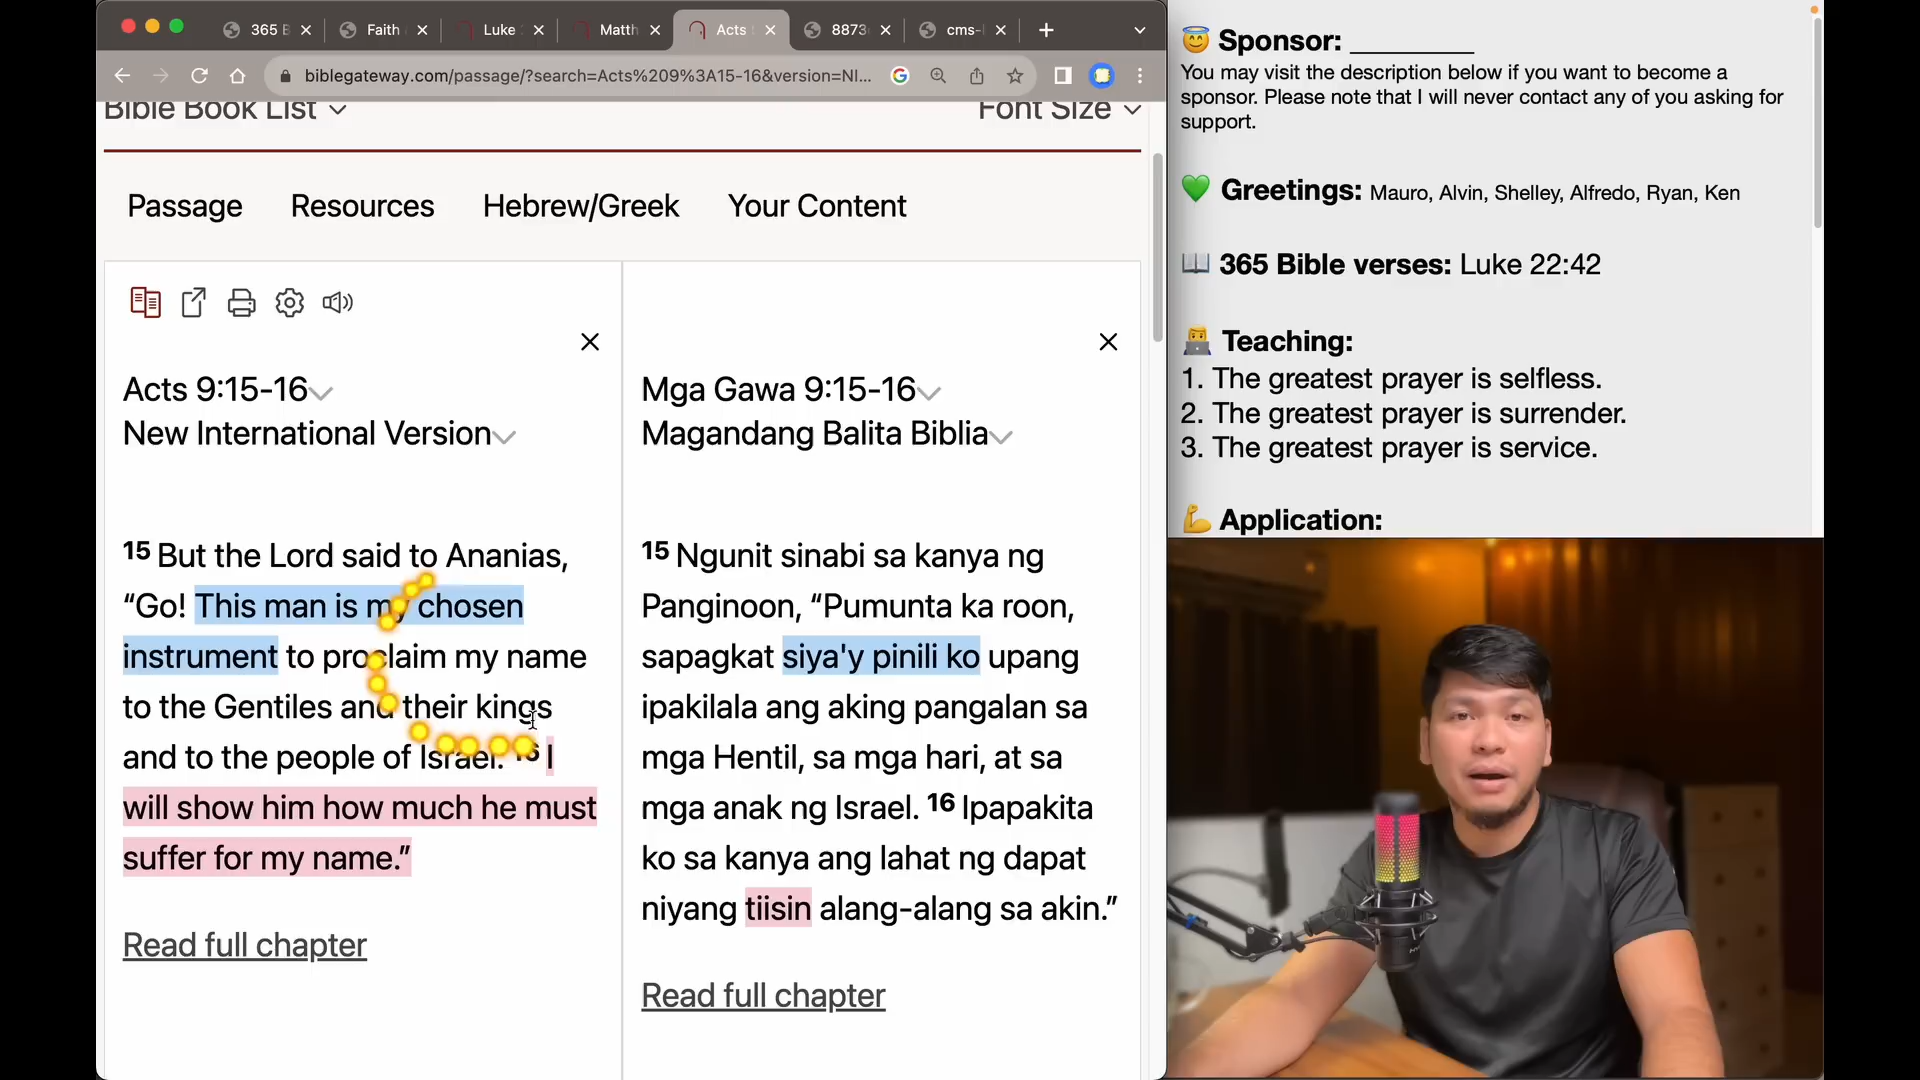 365 B
Faith
Luke
Matth
Acts
8873
cms-
biblegateway.com/passage/?search=Acts%209%3A15-16&version=NI...
Bible Book List
Font Size
Passage
Resources
Hebrew/Greek
Your Content
Acts 9:15-16
New International Version
15 But the Lord said to Ananias,
“Go! This man is my chosen
instrument to proclaim my name
to the Gentiles and their kings
and to the people of Israel. 16 I
will show him how much he must
suffer for my name.”
Read full chapter
Mga Gawa 9:15-16
Magandang Balita Biblia
15 Ngunit sinabi sa kanya ng
Panginoon, “Pumunta ka roon,
sapagkat siya'y pinili ko upang
ipakilala ang aking pangalan sa
mga Hentil, sa mga hari, at sa
mga anak ng Israel. 16 Ipapakita
ko sa kanya ang lahat ng dapat
niyang tiisin alang-alang sa akin.”
Read full chapter
Sponsor: _________
You may visit the description below if you want to become a
sponsor. Please note that I will never contact any of you asking for
support.
Greetings: Mauro, Alvin, Shelley, Alfredo, Ryan, Ken
365 Bible verses: Luke 22:42
Teaching:
1. The greatest prayer is selfless.
2. The greatest prayer is surrender.
3. The greatest prayer is service.
Application: